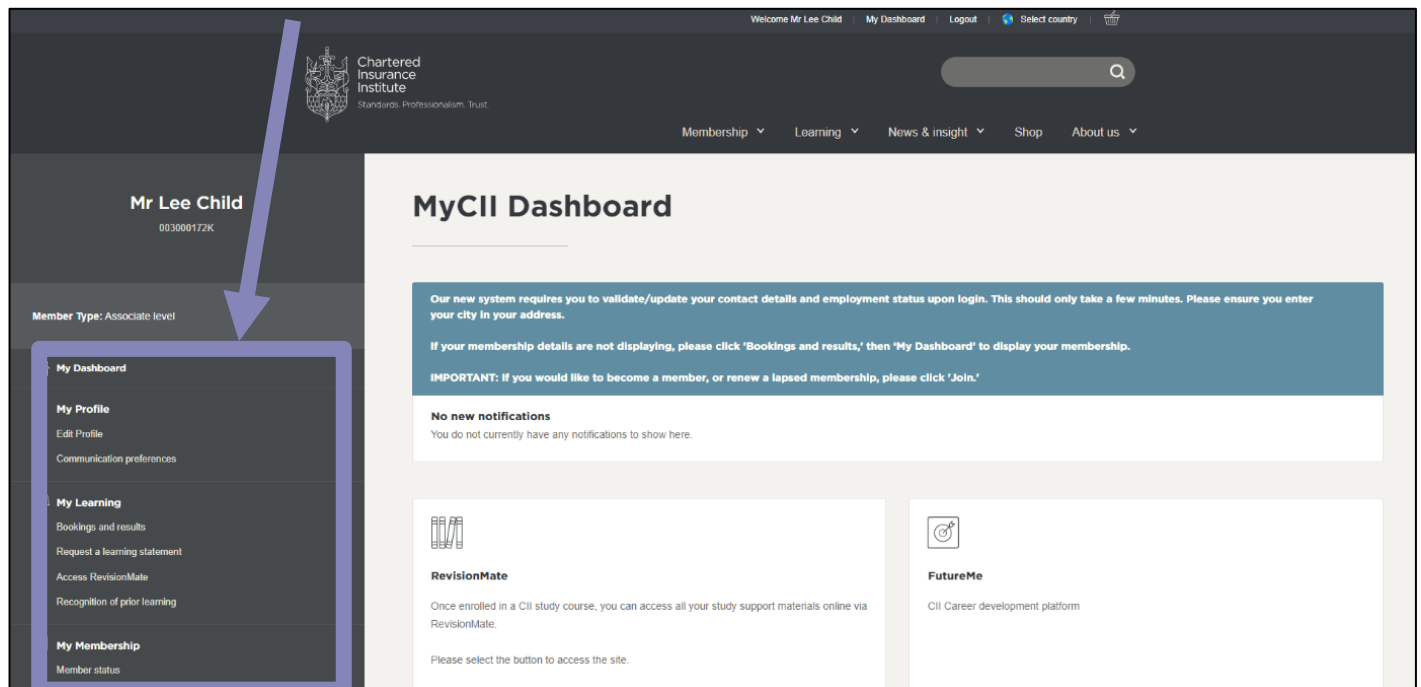 Welcome Mr Lee Child
My Dashboard
Logout
Select country
Chartered
Insurance
Institute
Standards. Professionalism. Trust.
Membership
Learning
News & insight
Shop
About us
Mr Lee Child
003000172K
Member Type: Associate level
My Dashboard
My Profile
Edit Profile
Communication preferences
My Learning
Bookings and results
Request a learning statement
Access RevisionMate
Recognition of prior learning
My Membership
Member status
MyCII Dashboard
Our new system requires you to validate/update your contact details and employment status upon login. This should only take a few minutes. Please ensure you enter
your city in your address.
If your membership details are not displaying, please click 'Bookings and results,' then 'My Dashboard' to display your membership.
IMPORTANT: If you would like to become a member, or renew a lapsed membership, please click 'Join.'
No new notifications
You do not currently have any notifications to show here.
RevisionMate
Once enrolled in a CII study course, you can access all your study support materials online via
RevisionMate.
Please select the button to access the site.
FutureMe
CII Career development platform